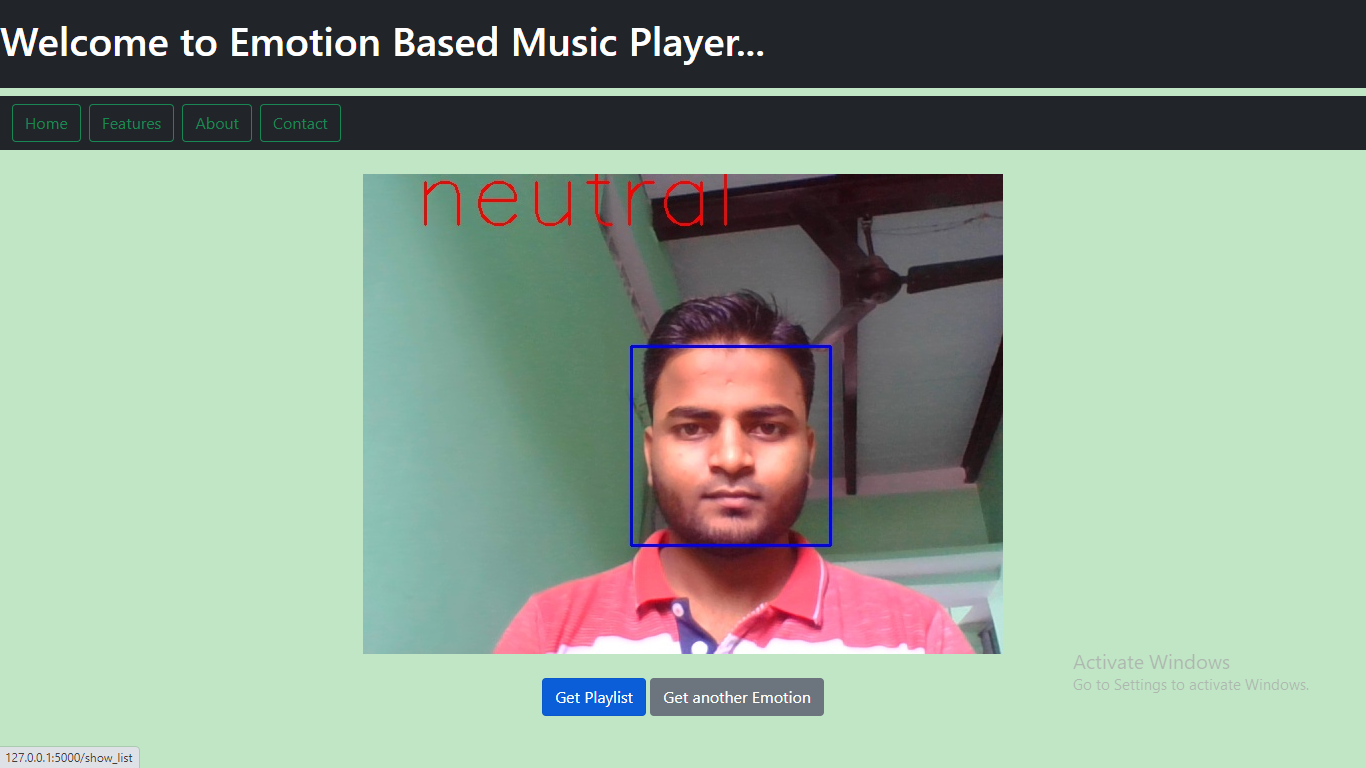 Welcome to Emotion Based Music Player...
Home Features About Contact
neutral
Get Playlist Get another Emotion
Activate Windows
Go to Settings to activate Windows.
127.0.0.1:5000/show_list